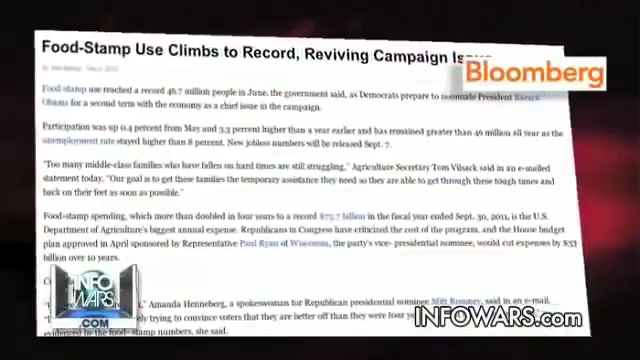 Food-Stamp Use Climbs to Record, Reviving Campaign
Bloomberg
Food-stamp use reached a record 46.7 million people in June, the government said, as Democrats prepare to nominate President Barack
Obama for a second term with the economy as a chief issue in the campaign.
Participation was up 0.4 percent from May and 3.3 percent higher than a year earlier and has remained greater than 46 million all year as the
unemployment rate stayed higher than 8 percent. New jobless numbers will be released Sept. 7.
"Too many middle-class families who have fallen on hard times are still struggling," Agriculture Secretary Tom Vilsack said in an e-mailed
statement today. "Our goal is to get these families the temporary assistance they need so they are able to get through these tough times and
back on their feet as soon as possible."
Food-stamp spending, which more than doubled in four years to a record $75.7 billion in the fiscal year ended Sept. 30, 2011, is the U.S.
Department of Agriculture's biggest annual expense. Republicans in Congress have criticized the cost of the program, and the House budget
plan approved in April sponsored by Representative Paul Ryan of Wisconsin, the party's vice-presidential nominee, would cut expenses by $33
billion over 10 years.
Amanda Henneberg, a spokeswoman for Republican presidential nominee Mitt Romney, said in an e-mail.
trying to convince voters that they are better off than they were four
evidenced by the food-stamp numbers, she said.
INFO
WARS
.COM
INFOWARS.com